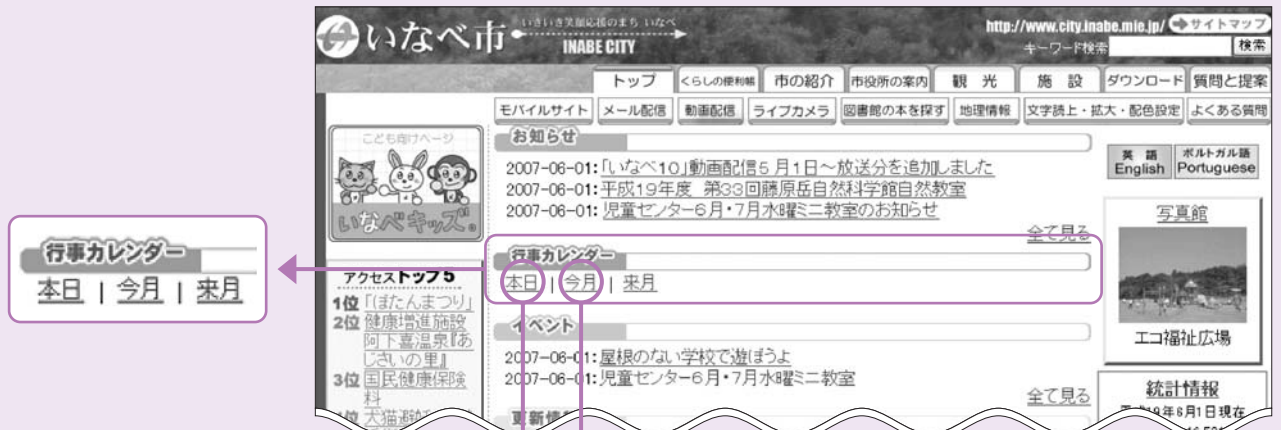 いなべ市
いきいき笑顔応援のまち いなべ
INABE CITY
http://www.city.inabe.mie.jp/
サイトマップ
キーワード検索
検索
トップ
くらしの便利帳
市の紹介
市役所の案内
観 光
施 設
ダウンロード
質問と提案
モバイルサイト
メール配信
動画配信
ライブカメラ
図書館の本を探す
地理情報
文字読上・拡大・配色設定
よくある質問
こども向けページ
いなべキッズ。
アクセストップ5
1位 「(ぼたんまつり」
2位 健康増進施設
阿下喜温泉『あ
じさいの里』
3位 国民健康保険
料
お知らせ
2007-06-01: 「いなべ10」動画配信5月1日～放送分を追加しました
2007-06-01: 平成19年度 第33回藤原岳自然科学館自然教室
2007-06-01: 児童センター6月・7月水曜ミニ教室のお知らせ
全て見る
行事カレンダー
本日 | 今月 | 来月
イベント
2007-06-01: 屋根のない学校で遊ぼうよ
2007-06-01: 児童センター6月・7月水曜ミニ教室
全て見る
英 語
English
ポルトガル語
Portuguese
写真館
エコ福祉広場
統計情報
行事カレンダー
本日 | 今月 | 来月